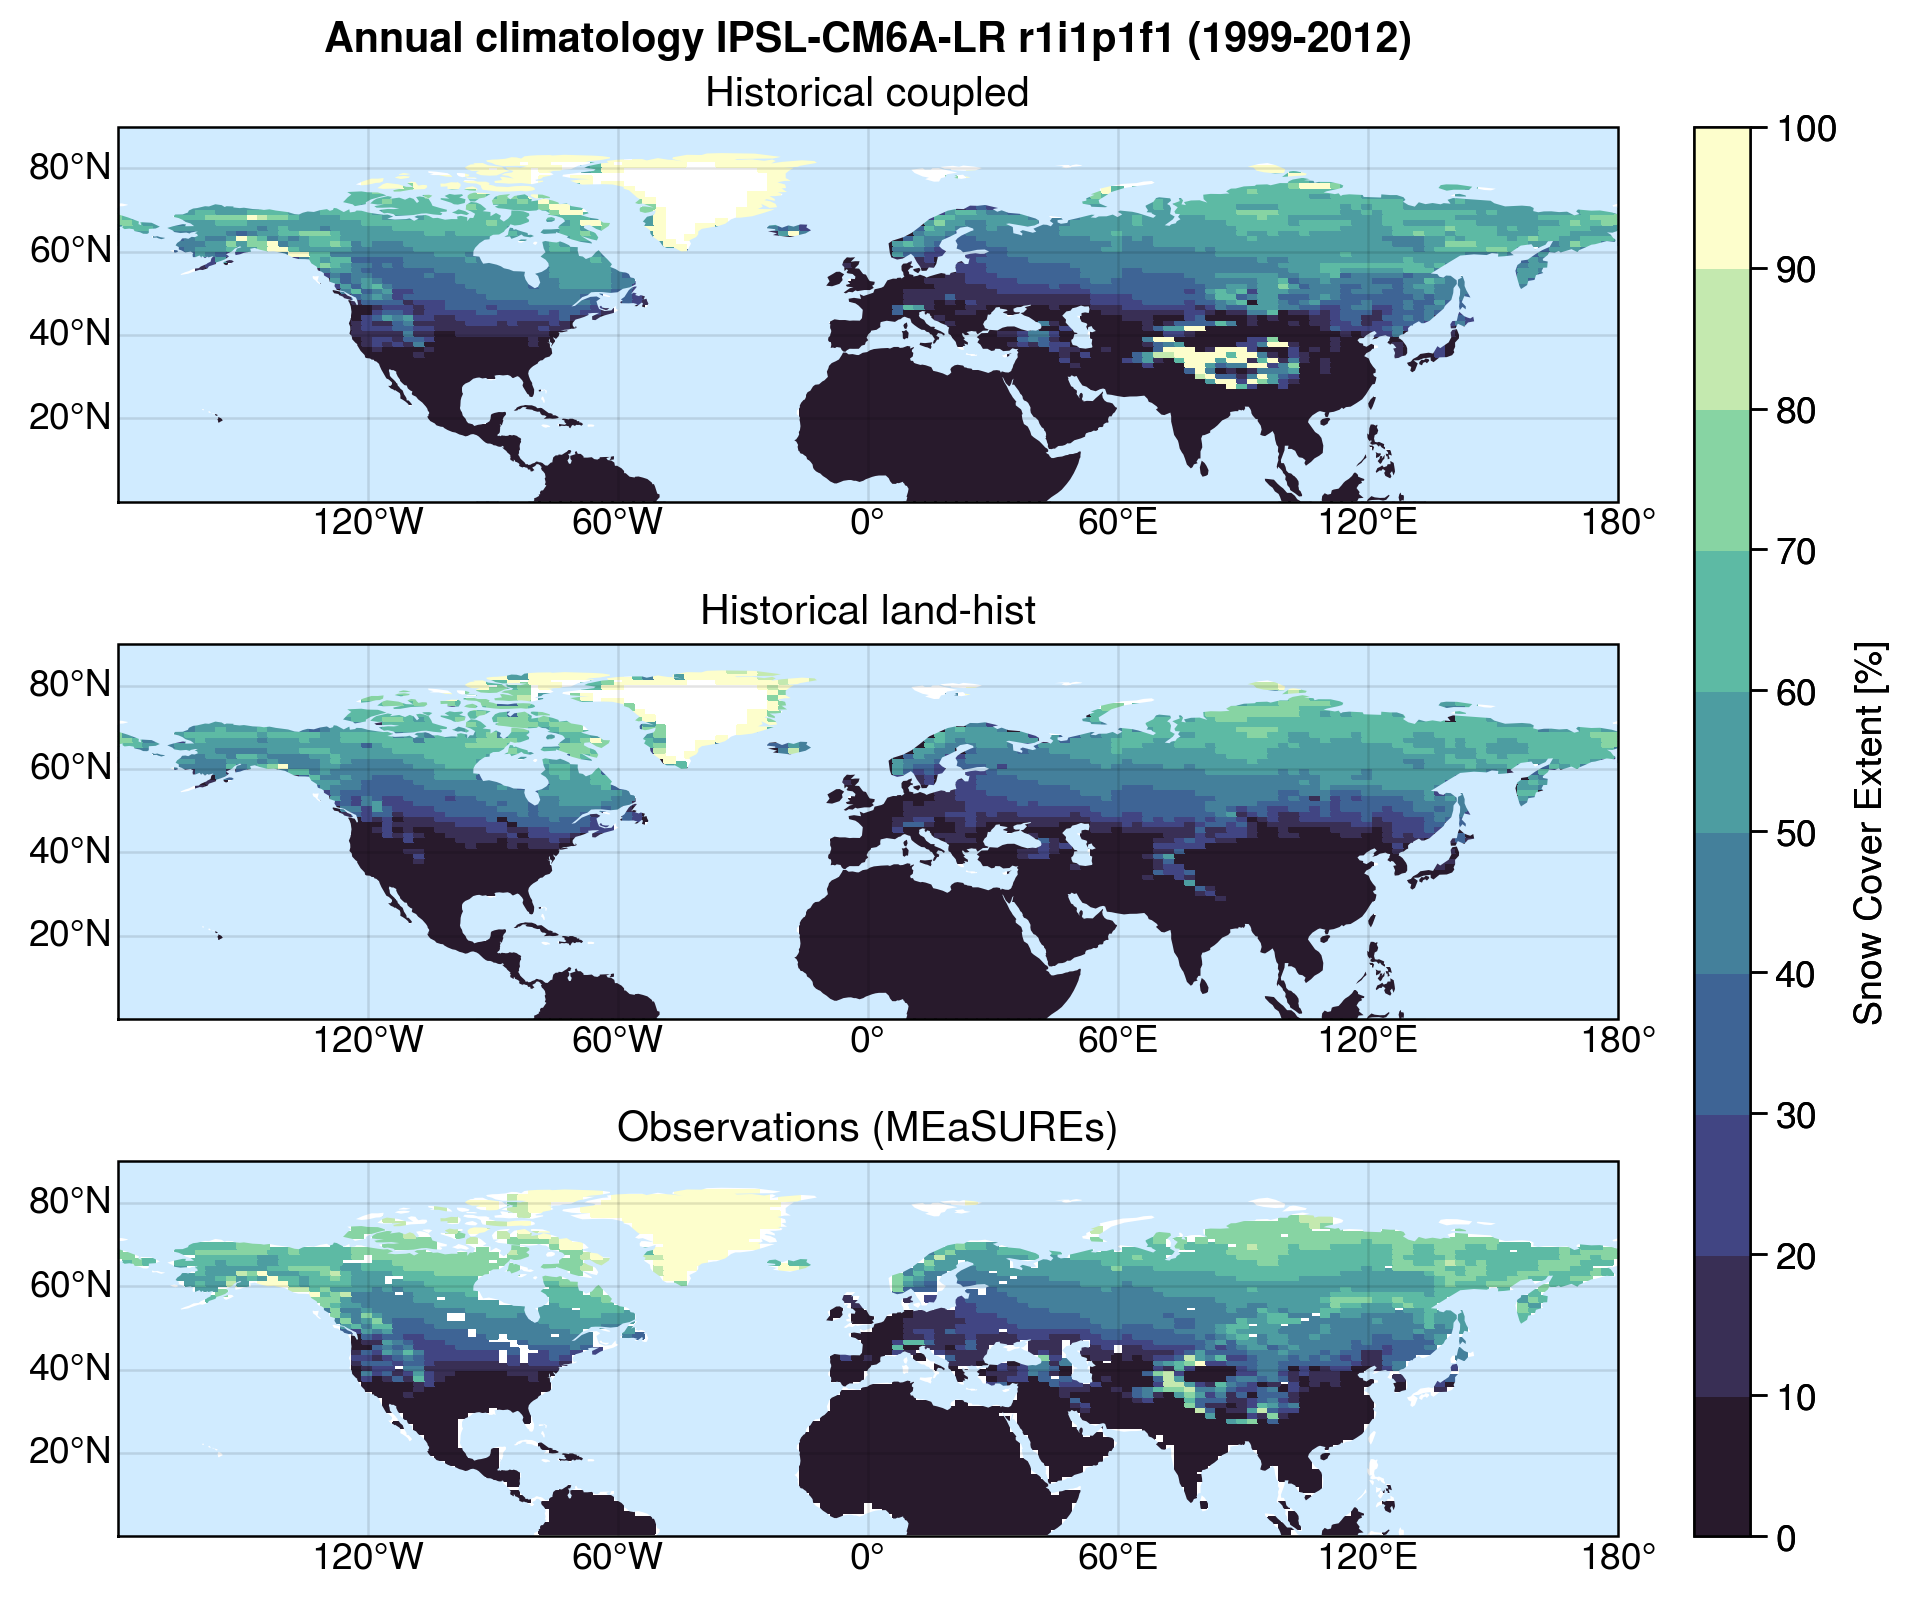 Annual climatology IPSL-CM6A-LR r1i1p1f1 (1999-2012)
Historical coupled
80°N
60°N
40°N
20°N
120°W 60°W 0° 60°E 120°E 180°
Historical land-hist
80°N
60°N
40°N
20°N
120°W 60°W 0° 60°E 120°E 180°
Observations (MEaSUREs)
80°N
60°N
40°N
20°N
120°W 60°W 0° 60°E 120°E 180°
100
90
80
70
60
50
40
30
20
10
0
Snow Cover Extent [%]